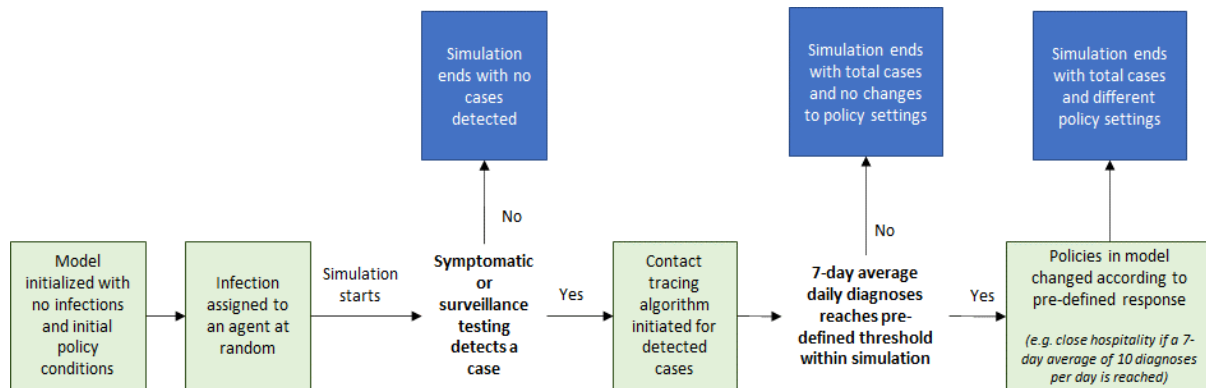 Simulation
ends with no
cases
detected
Simulation ends
with total cases
and no changes
to policy settings
Simulation ends
with total cases
and different
policy settings
No
No
Model
initialized with
no infections
and initial
policy
conditions
Infection
assigned to
an agent at
random
Simulation
starts
Symptomatic
or
surveillance
testing
detects a
case
Yes
Contact
tracing
algorithm
initiated for
detected
cases
7-day average
daily diagnoses
reaches pre-
defined threshold
within simulation
Yes
Policies in model
changed according to
pre-defined response
(e.g. close hospitality if a 7-
day average of 10 diagnoses
per day is reached)